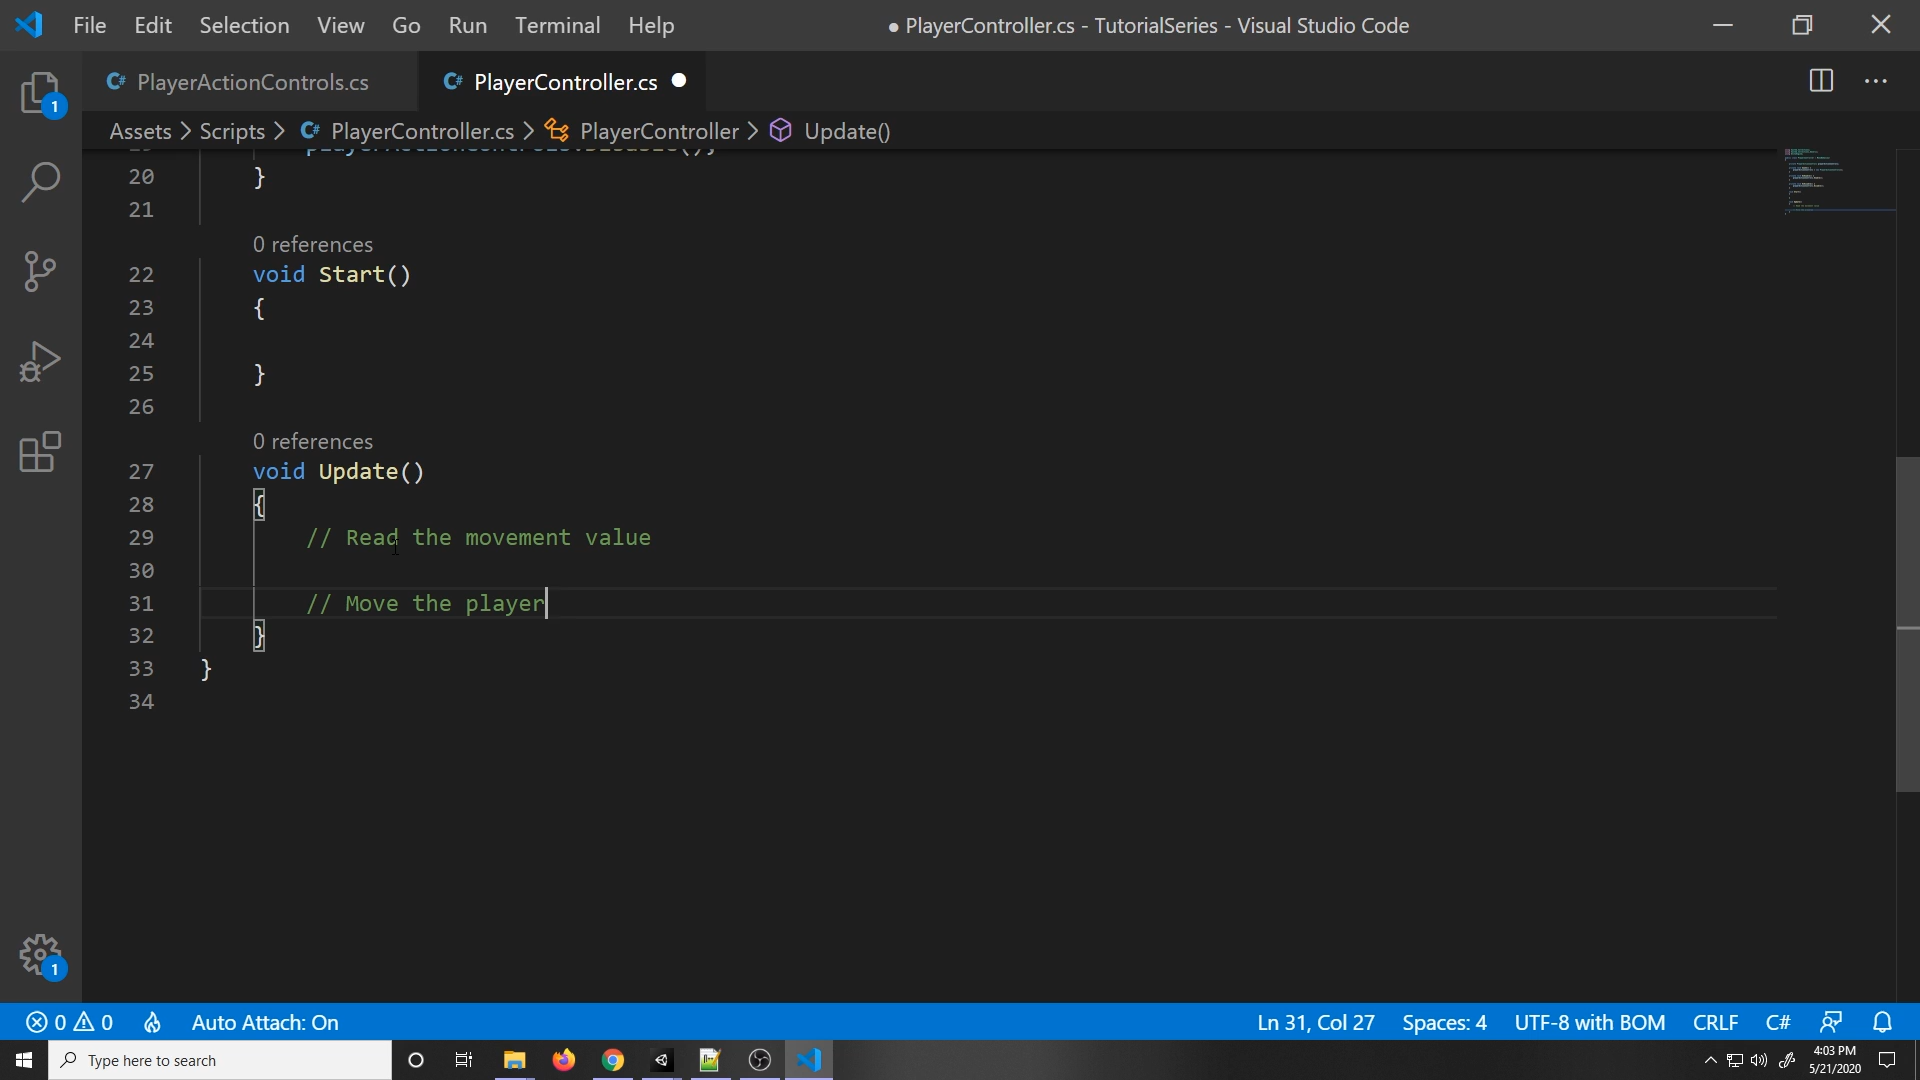 File Edit Selection View Go Run Terminal Help ● PlayerController.cs - TutorialSeries - Visual Studio Code
C# PlayerActionControls.cs C# PlayerController.cs ●
Assets > Scripts > C# PlayerController.cs > PlayerController > Update()
20 }
21
0 references
22 void Start()
23 {
24
25 }
26
0 references
27 void Update()
28 {
29 // Read the movement value
30
31 // Move the player
32 }
33 }
34
1
1
0 0 Auto Attach: On Ln 31, Col 27 Spaces: 4 UTF-8 with BOM CRLF C#
Type here to search 4:03 PM
5/21/2020